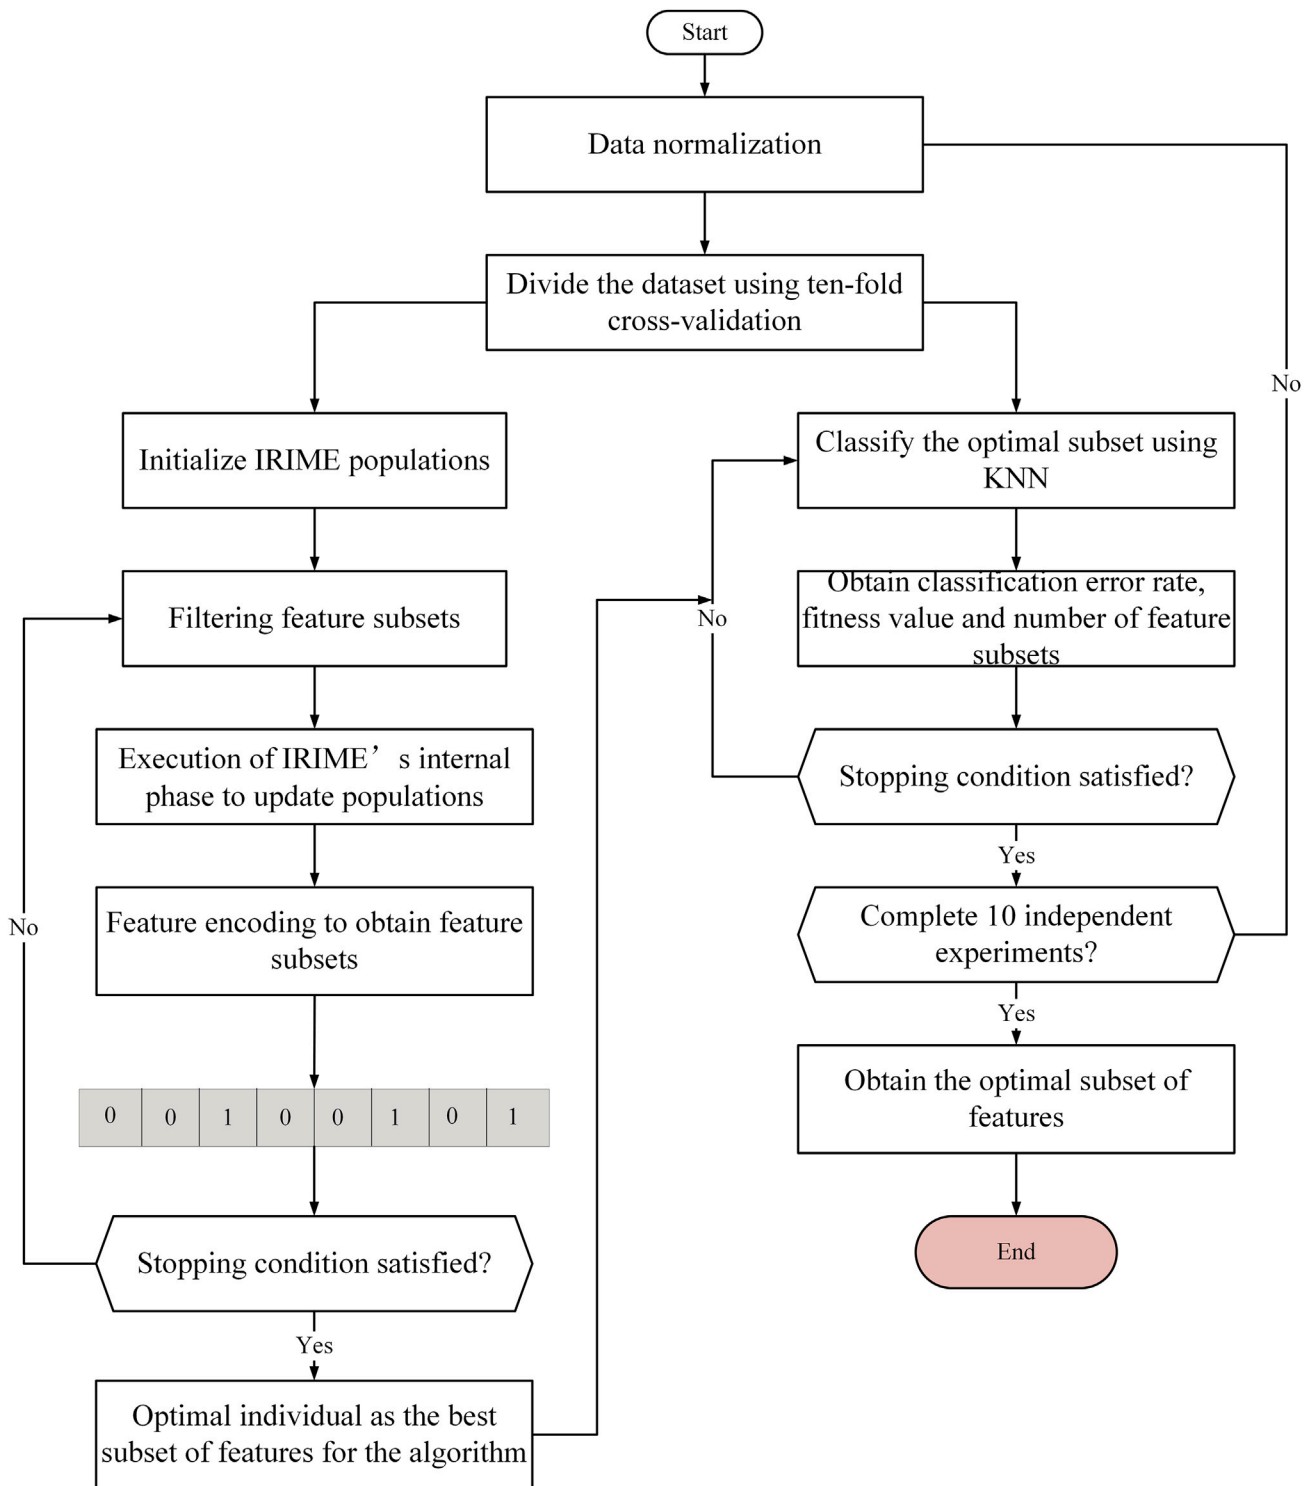 Start
Data normalization
Divide the dataset using ten-fold
cross-validation
No
Initialize IRIME populations
Filtering feature subsets
Execution of IRIME’s internal
phase to update populations
Feature encoding to obtain feature
subsets
No
0 0 1 0 0 1 0 1
Stopping condition satisfied?
Yes
Optimal individual as the best
subset of features for the algorithm
Classify the optimal subset using
KNN
No
Obtain classification error rate,
fitness value and number of feature
subsets
Stopping condition satisfied?
Yes
Complete 10 independent
experiments?
Yes
Obtain the optimal subset of
features
End